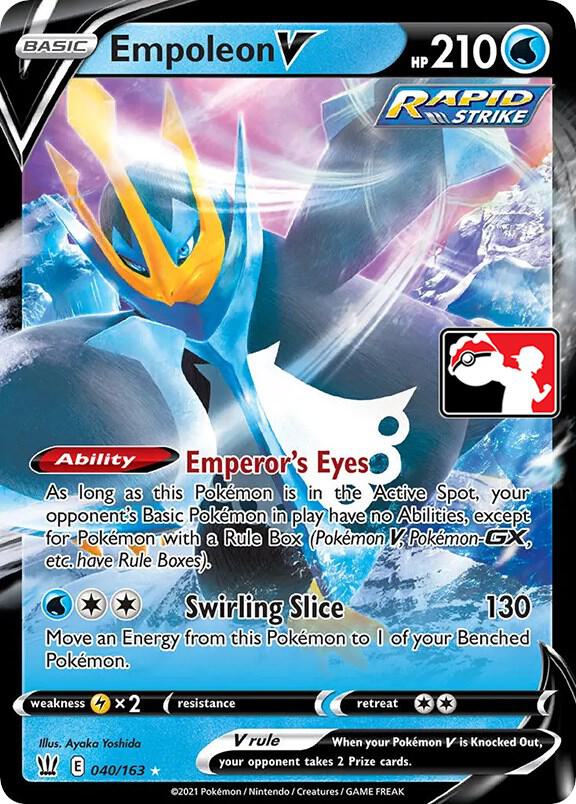 BASIC
Empoleon V
HP 210
RAPID
STRIKE
Ability
Emperor's Eyes
As long as this Pokémon is in the Active Spot, your
opponent's Basic Pokémon in play have no Abilities, except
for Pokémon with a Rule Box (Pokémon V, Pokémon-GX,
etc. have Rule Boxes).
Swirling Slice 130
Move an Energy from this Pokémon to 1 of your Benched
Pokémon.
weakness ×2 resistance retreat
Illus. Ayaka Yoshida
E 040/163
V rule
When your Pokémon V is Knocked Out,
your opponent takes 2 Prize cards.
©2021 Pokémon / Nintendo / Creatures / GAME FREAK